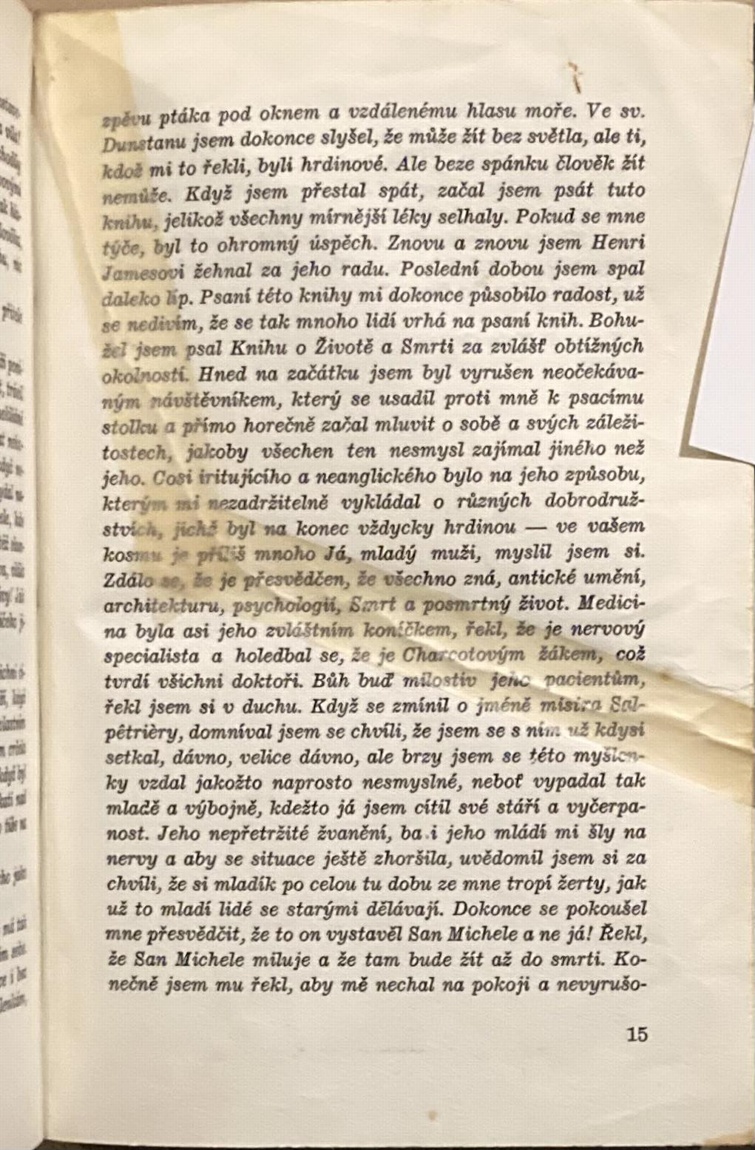 zpěvu ptáka pod oknem a vzdálenému hlasu moře. Ve sv.
Dunstanu jsem dokonce slyšel, že může žít bez světla, ale ti,
kdož mi to řekli, byli hrdinové. Ale beze spánku člověk žít
nemůže. Když jsem přestal spát, začal jsem psát tuto
knihu, jelikož všechny mírnější léky selhaly. Pokud se mne
týče, byl to ohromný úspěch. Znovu a znovu jsem Henri
Jamesovi žehnal za jeho radu. Poslední dobou jsem spal
daleko líp. Psaní této knihy mi dokonce působilo radost, už
se nedivím, že se tak mnoho lidí vrhá na psaní knih. Bohu-
žel jsem psal Knihu o Životě a Smrti za zvlášť obtížných
okolností. Hned na začátku jsem byl vyrušen neočekáva-
ným návštěvníkem, který se usadil proti mně k psacímu
stolku a přímo horečně začal mluvit o sobě a svých záleži-
tostech, jakoby všechen ten nesmysl zajímal jiného než
jeho. Cosi iritujícího a neanglického bylo na jeho způsobu,
kterým mi nezadržitelně vykládal o různých dobrodruž-
stvích, jichž byl na konec vždycky hrdinou — ve vašem
kosmu je příliš mnoho Já, mladý muži, myslil jsem si.
Zdálo se, že je přesvědčen, že všechno zná, antické umění,
architekturu, psychologii, Smrt a posmrtný život. Medici-
na byla asi jeho zvláštním koníčkem, řekl, že je nervový
specialista a holedbal se, že je Charcotovým žákem, což
tvrdí všichni doktoři. Bůh buď milostiv jeho pacientům,
řekl jsem si v duchu. Když se zmínil o jméně misira Sal-
pêtrièry, domníval jsem se chvíli, že jsem se s ním už kdysi
setkal, dávno, velice dávno, ale brzy jsem se této myšlen-
ky vzdal jakožto naprosto nesmyslné, neboť vypadal tak
mladě a výbojně, kdežto já jsem cítil své stáří a vyčerpa-
nost. Jeho nepřetržité žvanění, ba i jeho mládí mi šly na
nervy a aby se situace ještě zhoršila, uvědomil jsem si za
chvíli, že si mladík po celou tu dobu ze mne tropí žerty, jak
už to mladí lidé se starými dělávají. Dokonce se pokoušel
mne přesvědčit, že to on vystavěl San Michele a ne já! Řekl,
že San Michele miluje a že tam bude žít až do smrti. Ko-
nečně jsem mu řekl, aby mě nechal na pokoji a nevyrušo-
15